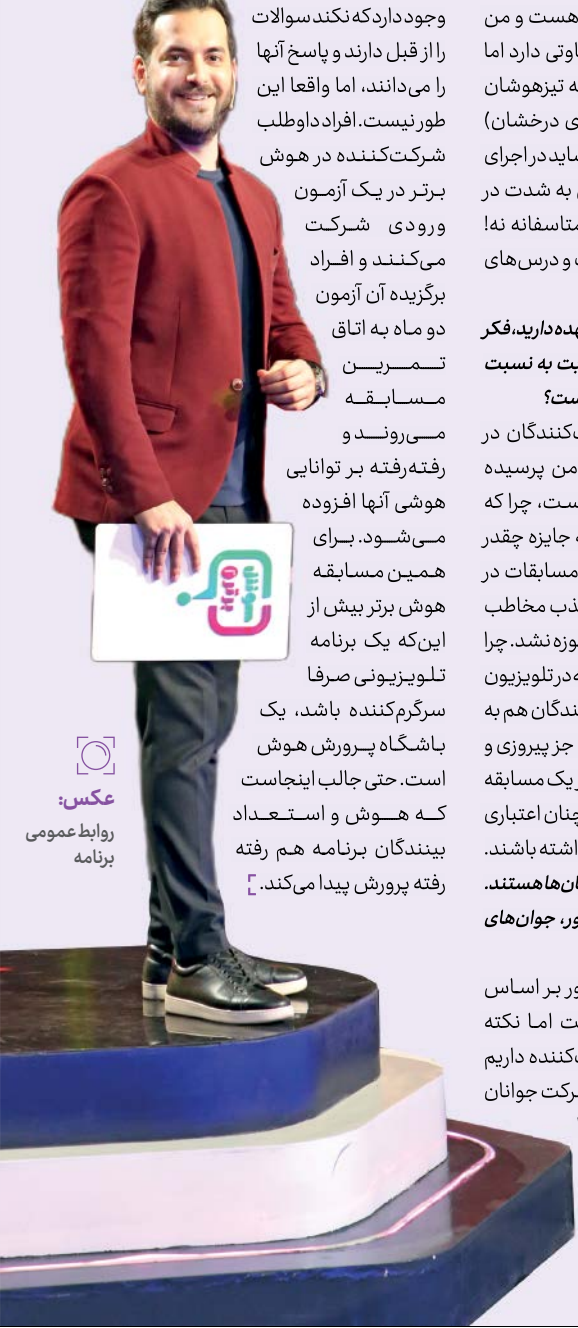 هست و من
اوتی دارد اما
ه تیزهوشان
ی درخشان)
ساید در اجرای
ی به شدت در
متاسفانه نه!
و درس‌های
هده دارید، فکر
بت به نسبت
ست؟
‌کنندگان در
من پرسیده
ست، چرا که
ه جایزه چقدر
مسابقات در
ذب مخاطب
وزه نشد. چرا
ه در تلویزیون
ندگان هم به
جز پیروزی و
ر یک مسابقه
چنان اعتباری
اشته باشند.
ان‌ها هستند.
ور، جوان‌های
ور بر اساس
ت اما نکته
‌کننده داریم
رکت جوانان
وجود دارد که نکند سوالات
را از قبل دارند و پاسخ آنها
را می‌دانند، اما واقعا این
طور نیست. افراد داوطلب
شرکت‌کننده در هوش
برتر در یک آزمون
ورودی شرکت
می‌کنند و افراد
برگزیده آن آزمون
دو ماه به اتاق
تمرین
مسابقه
می‌روند و
رفته‌رفته بر توانایی
هوشی آنها افزوده
می‌شود. برای
همین مسابقه
هوش برتر بیش از
این‌که یک برنامه
تلویزیونی صرفا
سرگرم‌کننده باشد، یک
باشگاه پرورش هوش
است. حتی جالب اینجاست
که هوش و استعداد
بینندگان برنامه هم رفته
رفته پرورش پیدا می‌کند.
هوش
برتر
عکس:
روابط عمومی
برنامه